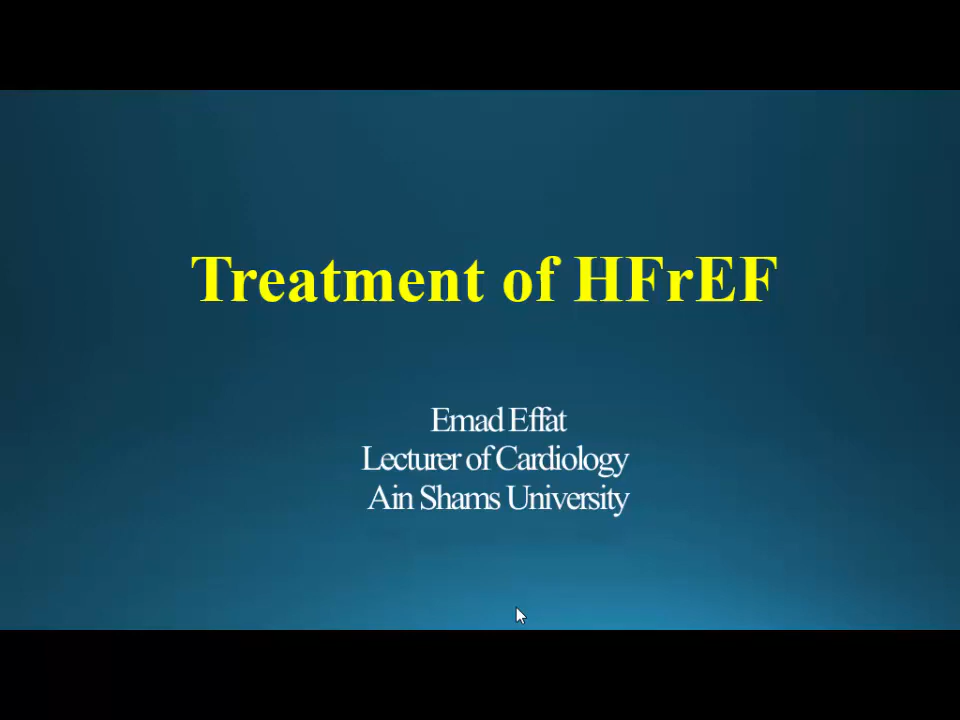 Treatment of HFrEF
Emad Effat
Lecturer of Cardiology
Ain Shams University